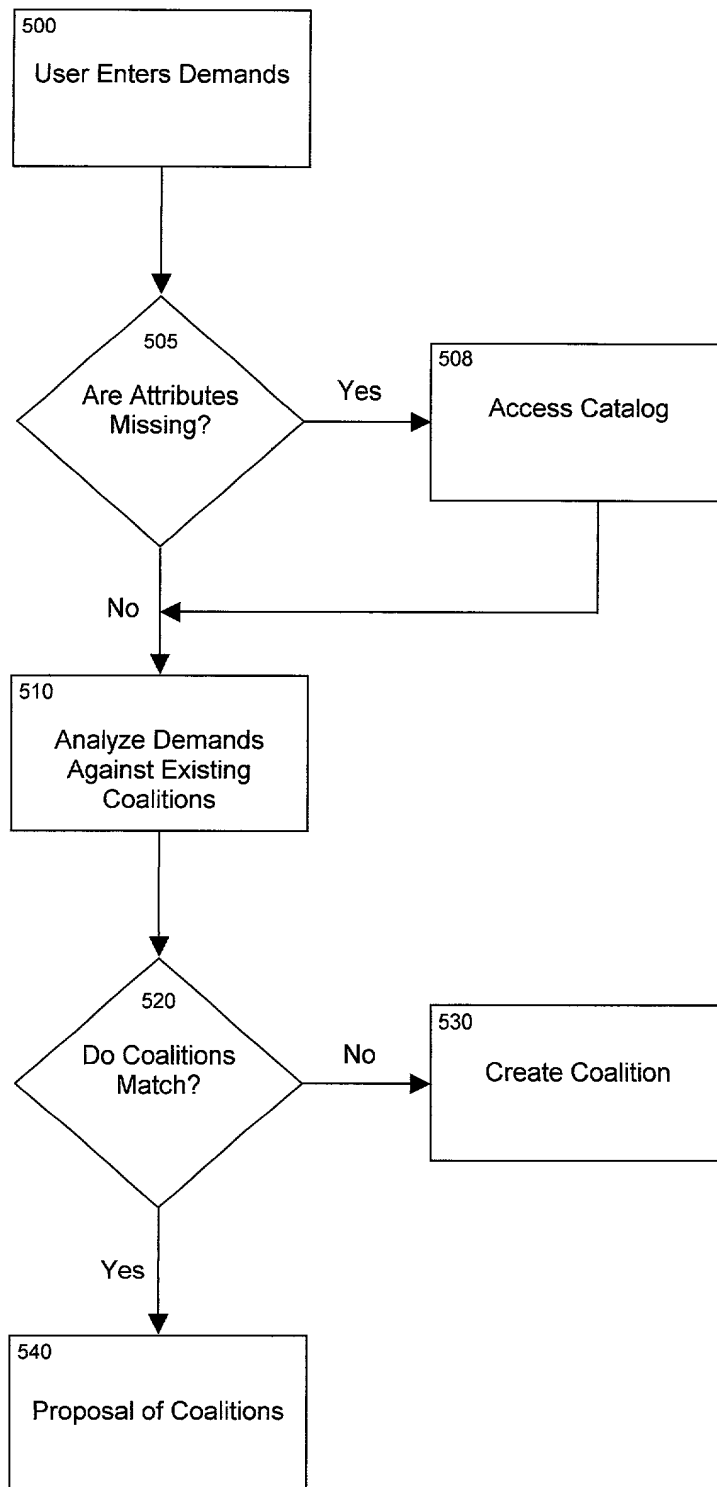 500
User Enters Demands
505
Are Attributes
Missing?
Yes
508
Access Catalog
No
510
Analyze Demands
Against Existing
Coalitions
520
Do Coalitions
Match?
No
530
Create Coalition
Yes
540
Proposal of Coalitions